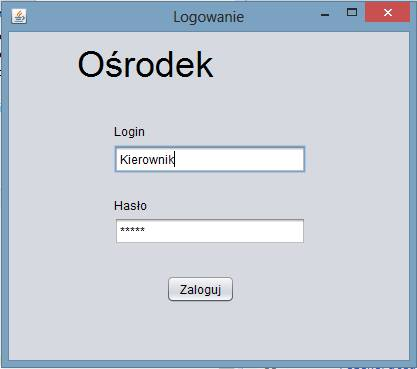 Logowanie
Ośrodek
Login
Kierownik
Hasło
*****
Zaloguj